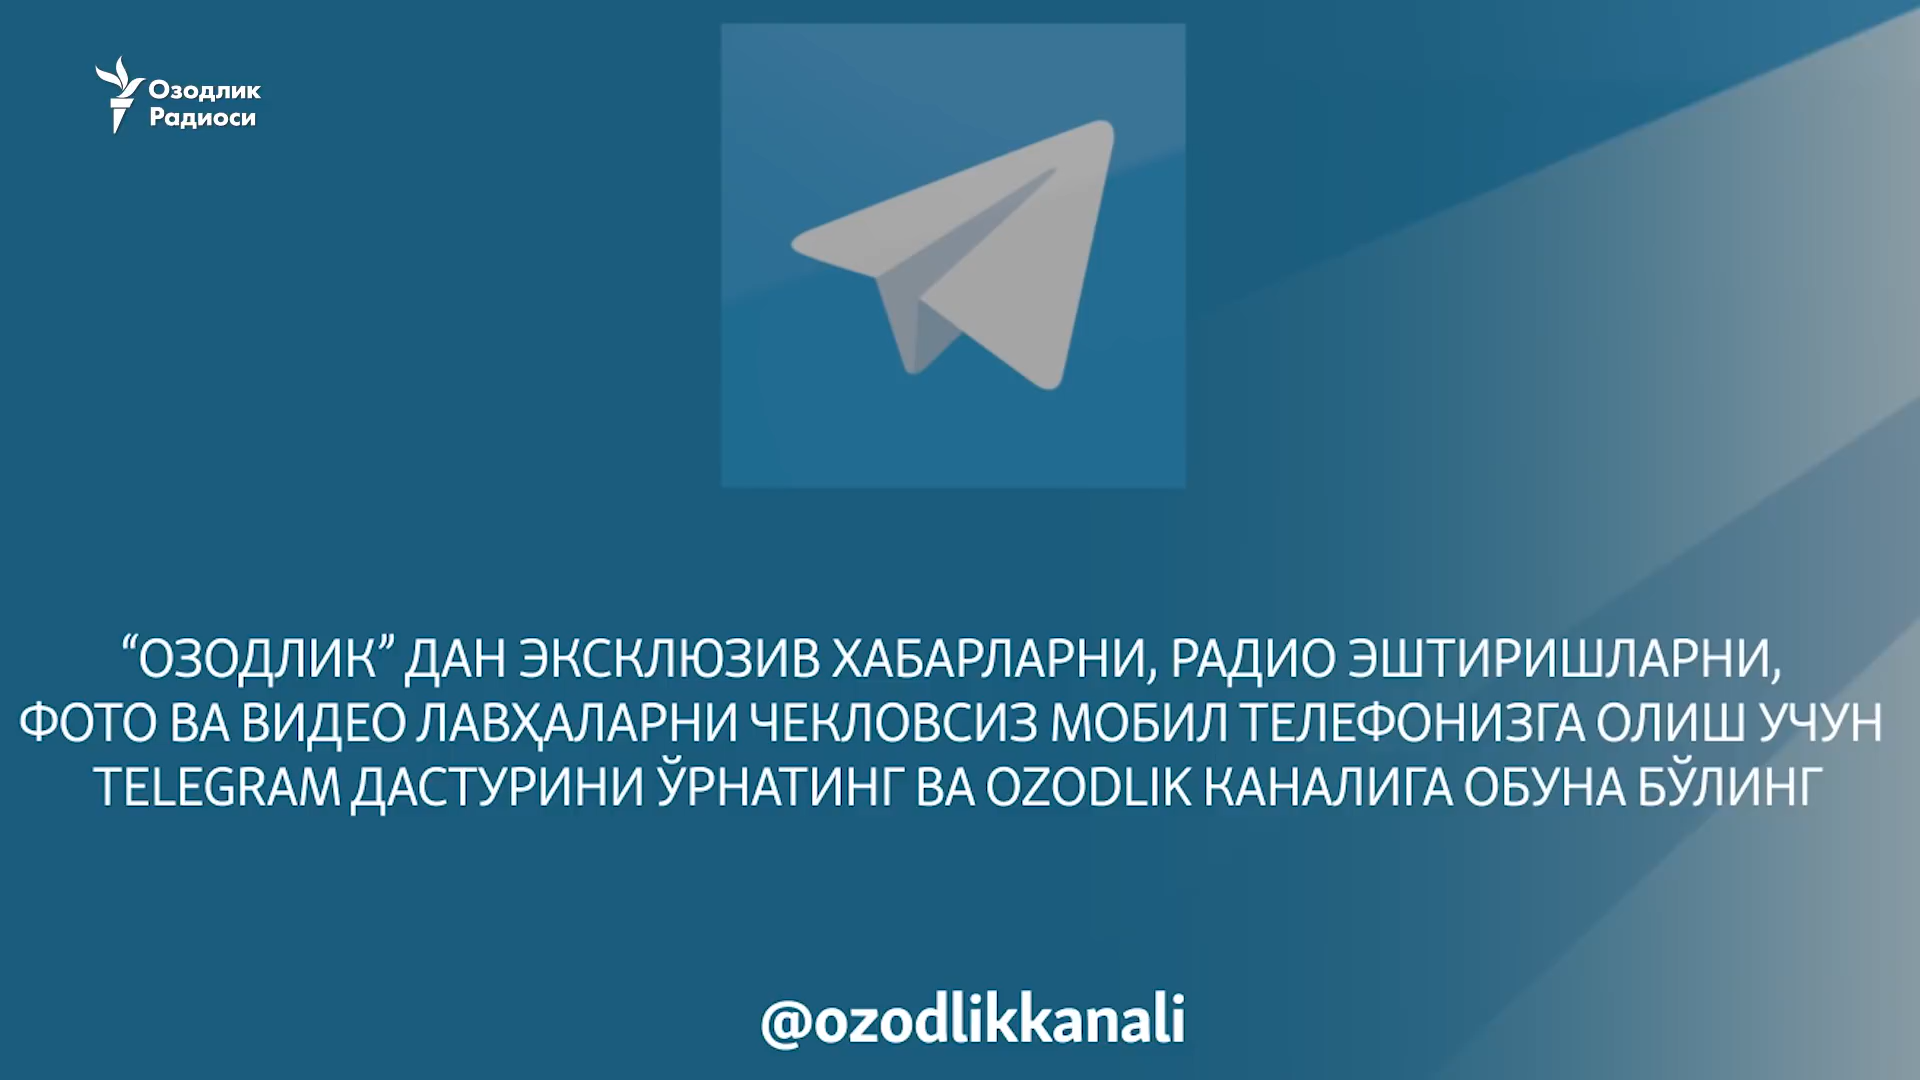 Озодлик
Радиоси
“ОЗОДЛИК” ДАН ЭКСКЛЮЗИВ ХАБАРЛАРНИ, РАДИО ЭШТИРИШЛАРНИ,
ФОТО ВА ВИДЕО ЛАВҲАЛАРНИ ЧЕКЛОВСИЗ МОБИЛ ТЕЛЕФОНИЗГА ОЛИШ УЧУН
TELEGRAM ДАСТУРИНИ ЎРНАТИНГ ВА OZODLIK КАНАЛИГА ОБУНА БЎЛИНГ
@ozodlikkanali